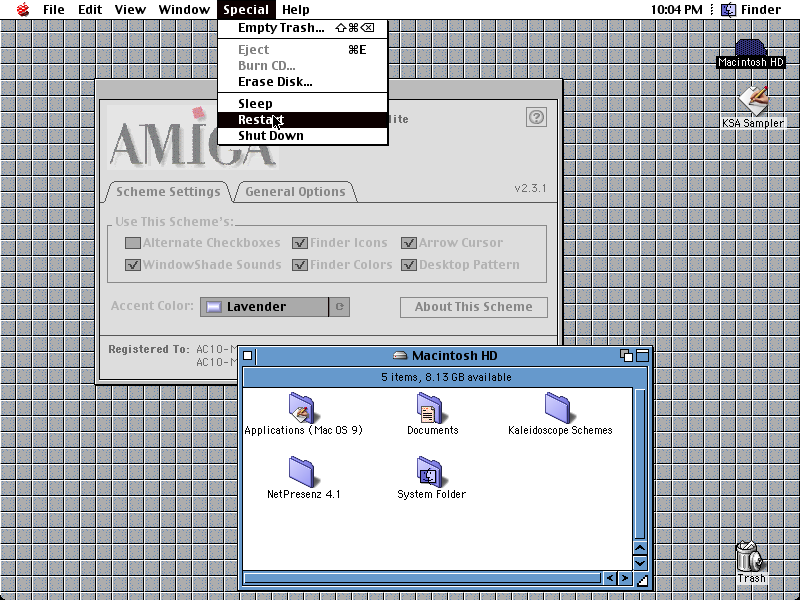 File Edit View Window Special Help 10:04 PM Finder
Empty Trash... ⇧⌘⌫
Eject ⌘E
Burn CD...
Erase Disk...
Sleep
Restart
Shut Down
Macintosh HD
KSA Sampler
AMIGA
lite
?
Scheme Settings General Options v2.3.1
Use This Scheme's:
Alternate Checkboxes Finder Icons Arrow Cursor
WindowShade Sounds Finder Colors Desktop Pattern
Accent Color: Lavender About This Scheme
Registered To: AC10-M
AC10-M
Macintosh HD
5 items, 8.13 GB available
Applications (Mac OS 9) Documents Kaleidoscope Schemes
NetPresenz 4.1 System Folder
Trash